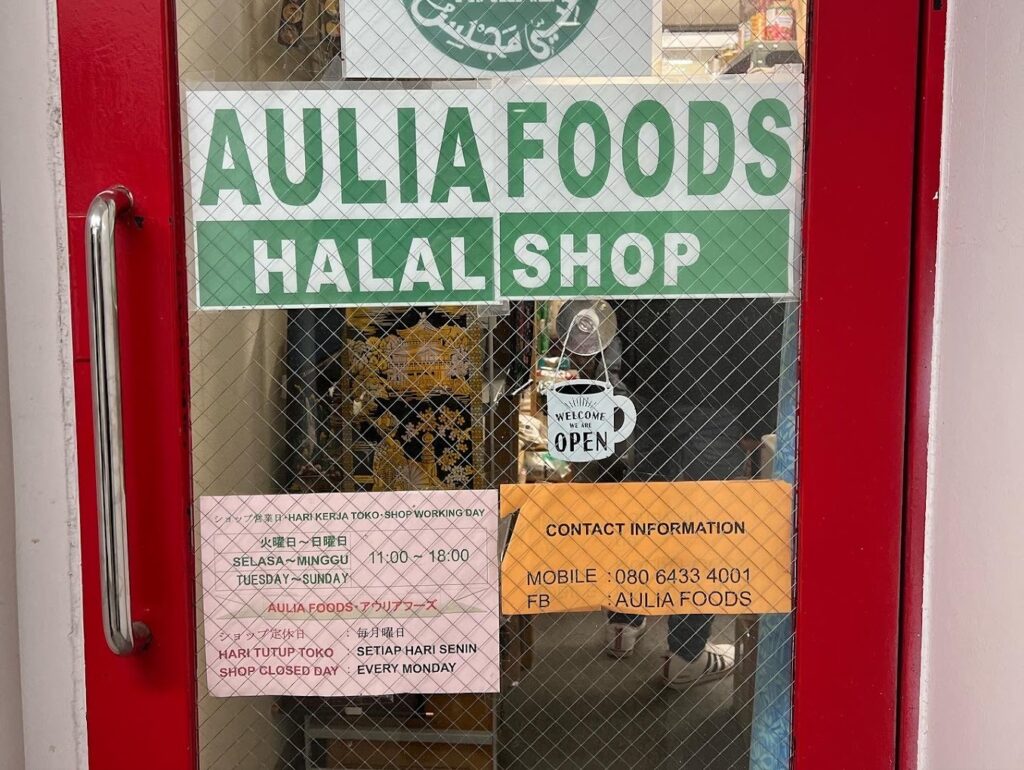 مجلس
AULIA FOODS
HALAL SHOP
WELCOME
WE ARE
OPEN
ショップ営業日・HARI KERJA TOKO・SHOP WORKING DAY
火曜日～日曜日
SELASA～MINGGU 11:00 ~ 18:00
TUESDAY～SUNDAY
AULIA FOODS・アウリアフーズ
ショップ定休日 : 毎月曜日
HARI TUTUP TOKO : SETIAP HARI SENIN
SHOP CLOSED DAY : EVERY MONDAY
CONTACT INFORMATION
MOBILE : 080 6433 4001
FB : AULIA FOODS